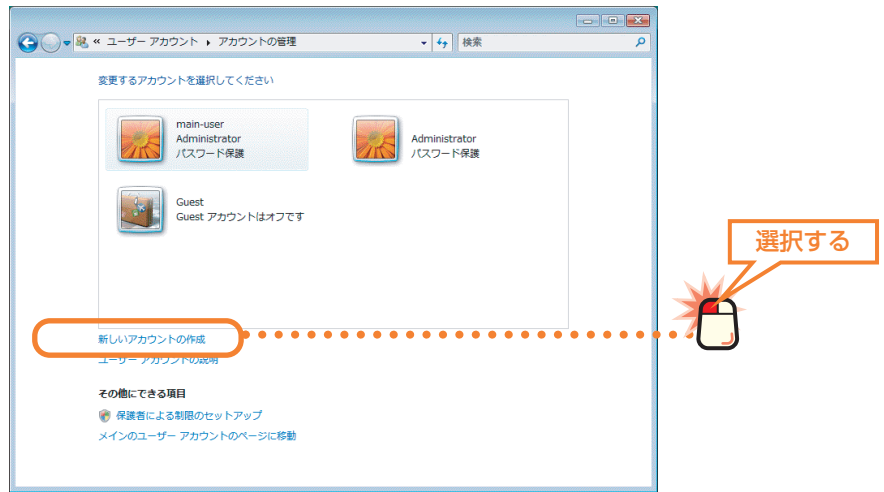 « ユーザー アカウント ▸ アカウントの管理
検索
変更するアカウントを選択してください
main-user
Administrator
パスワード保護
Administrator
パスワード保護
Guest
Guest アカウントはオフです
選択する
新しいアカウントの作成
ユーザー アカウントの説明
その他にできる項目
保護者による制限のセットアップ
メインのユーザー アカウントのページに移動